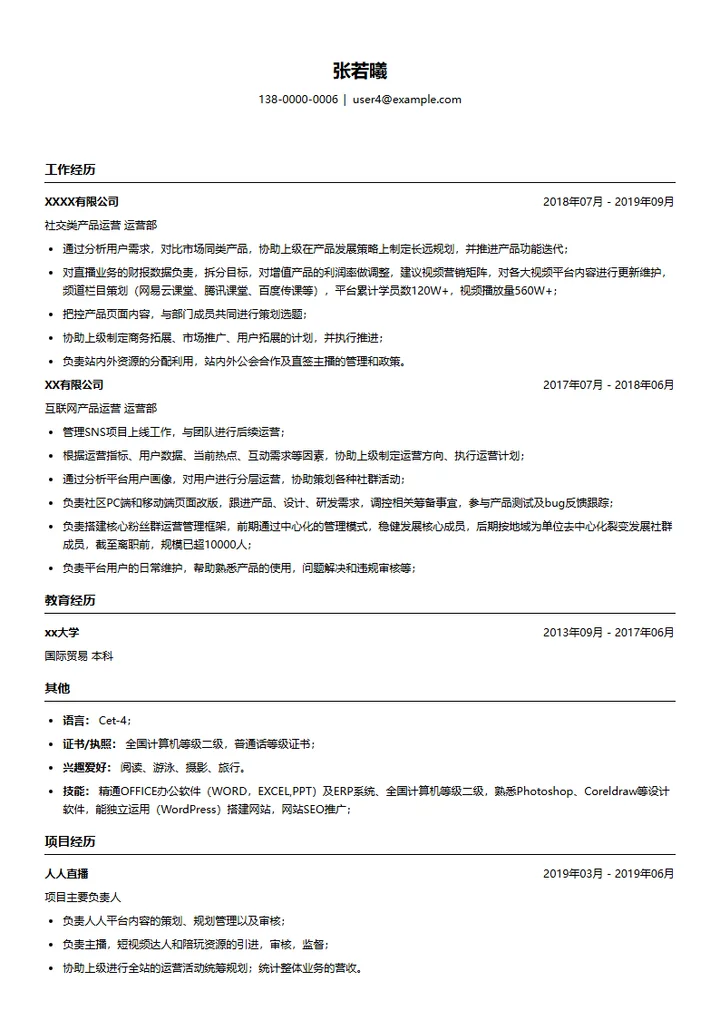 张若曦
138-0000-0006 | user4@example.com
工作经历
XXXX有限公司 2018年07月 - 2019年09月
社交类产品运营 运营部
• 通过分析用户需求，对比市场同类产品，协助上级在产品发展策略上制定长远规划，并推进产品功能迭代；
• 对直播业务的财报数据负责，拆分目标，对增值产品的利润率做调整，建议视频营销矩阵，对各大视频平台内容进行更新维护，
频道栏目策划（网易云课堂、腾讯课堂、百度传课等），平台累计学员数120W+，视频播放量560W+；
• 把控产品页面内容，与部门成员共同进行策划选题；
• 协助上级制定商务拓展、市场推广、用户拓展的计划，并执行推进；
• 负责站内外资源的分配利用，站内外公会合作及直签主播的管理和政策。
XX有限公司 2017年07月 - 2018年06月
互联网产品运营 运营部
• 管理SNS项目上线工作，与团队进行后续运营；
• 根据运营指标、用户数据、当前热点、互动需求等因素，协助上级制定运营方向、执行运营计划；
• 通过分析平台用户画像，对用户进行分层运营，协助策划各种社群活动；
• 负责社区PC端和移动端页面改版，跟进产品、设计、研发需求，调控相关筹备事宜，参与产品测试及bug反馈跟踪；
• 负责搭建核心粉丝群运营管理框架，前期通过中心化的管理模式，稳健发展核心成员，后期按地域为单位去中心化裂变发展社群
成员，截至离职前，规模已超10000人；
• 负责平台用户的日常维护，帮助熟悉产品的使用，问题解决和违规审核等；
教育经历
xx大学 2013年09月 - 2017年06月
国际贸易 本科
其他
• 语言： Cet-4；
• 证书/执照： 全国计算机等级二级，普通话等级证书；
• 兴趣爱好： 阅读、游泳、摄影、旅行。
• 技能： 精通OFFICE办公软件（WORD，EXCEL,PPT）及ERP系统、全国计算机等级二级，熟悉Photoshop、Coreldraw等设计
软件，能独立运用（WordPress）搭建网站，网站SEO推广；
项目经历
人人直播 2019年03月 - 2019年06月
项目主要负责人
• 负责人人平台内容的策划、规划管理以及审核；
• 负责主播，短视频达人和陪玩资源的引进，审核，监督；
• 协助上级进行全站的运营活动统筹规划；统计整体业务的营收。